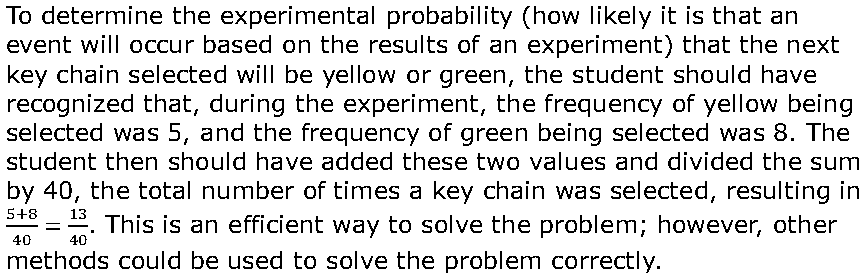 To determine the experimental probability (how likely it is that an
event will occur based on the results of an experiment) that the next
key chain selected will be yellow or green, the student should have
recognized that, during the experiment, the frequency of yellow being
selected was 5, and the frequency of green being selected was 8. The
student then should have added these two values and divided the sum
by 40, the total number of times a key chain was selected, resulting in
5+8/40 = 13/40. This is an efficient way to solve the problem; however, other
methods could be used to solve the problem correctly.